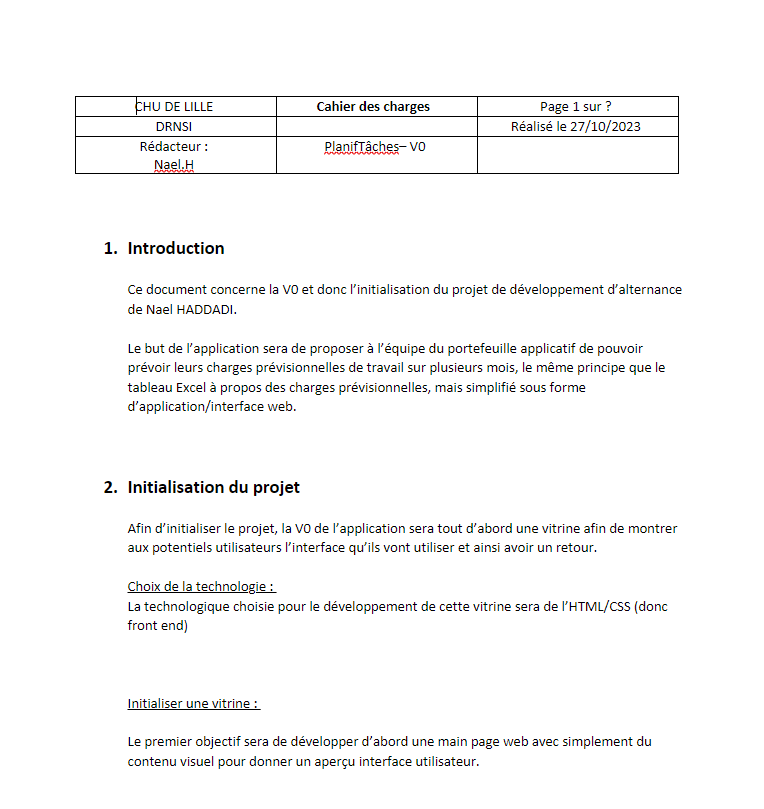 CHU DE LILLE Cahier des charges Page 1 sur ?
DRNSI Réalisé le 27/10/2023
Rédacteur : PlanifTâches– V0
Nael.H
1. Introduction
Ce document concerne la V0 et donc l’initialisation du projet de développement d’alternance
de Nael HADDADI.
Le but de l’application sera de proposer à l’équipe du portefeuille applicatif de pouvoir
prévoir leurs charges prévisionnelles de travail sur plusieurs mois, le même principe que le
tableau Excel à propos des charges prévisionnelles, mais simplifié sous forme
d’application/interface web.
2. Initialisation du projet
Afin d’initialiser le projet, la V0 de l’application sera tout d’abord une vitrine afin de montrer
aux potentiels utilisateurs l’interface qu’ils vont utiliser et ainsi avoir un retour.
Choix de la technologie :
La technologique choisie pour le développement de cette vitrine sera de l’HTML/CSS (donc
front end)
Initialiser une vitrine :
Le premier objectif sera de développer d’abord une main page web avec simplement du
contenu visuel pour donner un aperçu interface utilisateur.